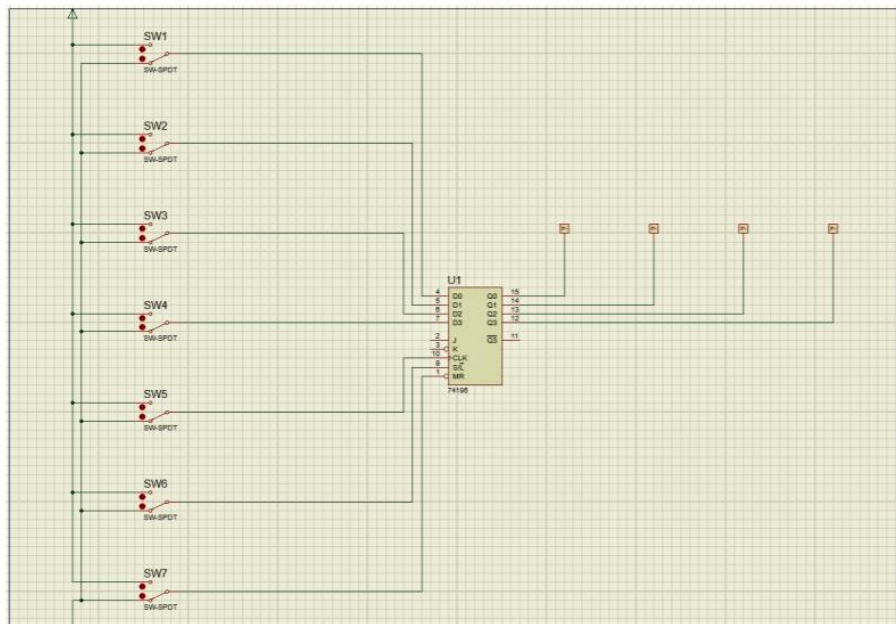 SW1
SW-SPDT
SW2
SW-SPDT
SW3
SW-SPDT
U1
4 D0 Q0 15
5 D1 Q1 14
6 D2 Q2 13
7 D3 Q3 12
2 J Q3 11
3 K
10 CLK
9 S/L
1 MR
74195
SW4
SW-SPDT
SW5
SW-SPDT
SW6
SW-SPDT
SW7
SW-SPDT